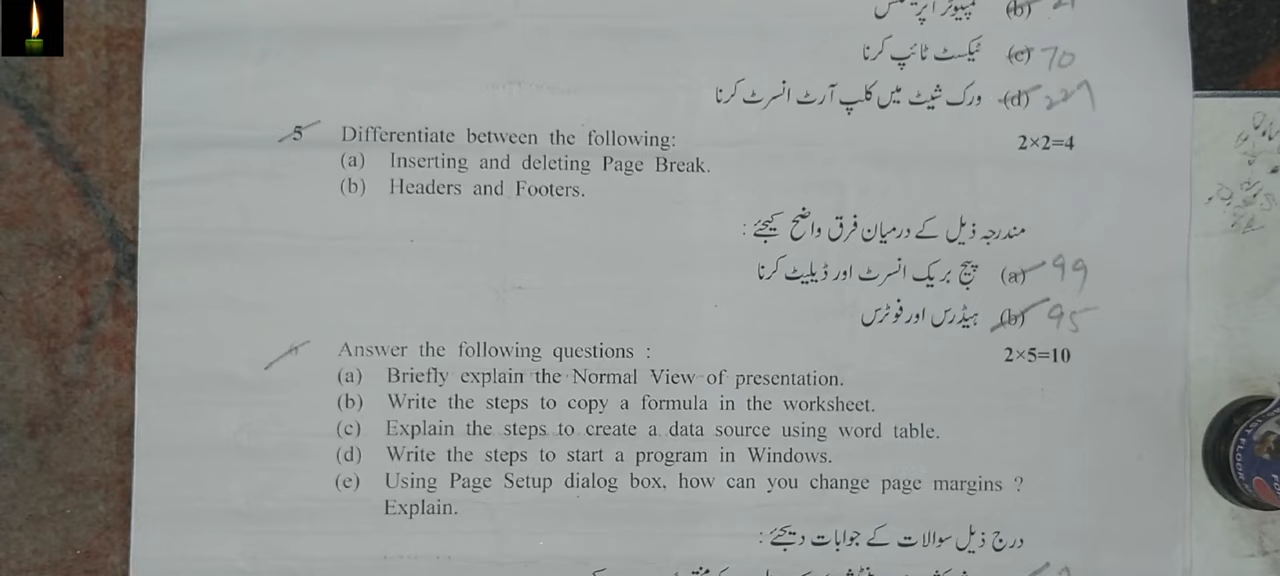 (b) 21
ٹیکسٹ ٹائپ کرنا (c) 70
ورک شیٹ میں کلپ آرٹ انسرٹ کرنا (d) 229
5 Differentiate between the following: 2×2=4
(a) Inserting and deleting Page Break.
(b) Headers and Footers.
مندرجہ ذیل کے درمیان فرق واضح کیجئے :
پیج بریک انسرٹ اور ڈیلیٹ کرنا (a) 99
ہیڈرس اور فوٹرس (b) 95
6 Answer the following questions : 2×5=10
(a) Briefly explain the Normal View of presentation.
(b) Write the steps to copy a formula in the worksheet.
(c) Explain the steps to create a data source using word table.
(d) Write the steps to start a program in Windows.
(e) Using Page Setup dialog box, how can you change page margins ?
Explain.
درج ذیل سوالات کے جوابات دیجئے :